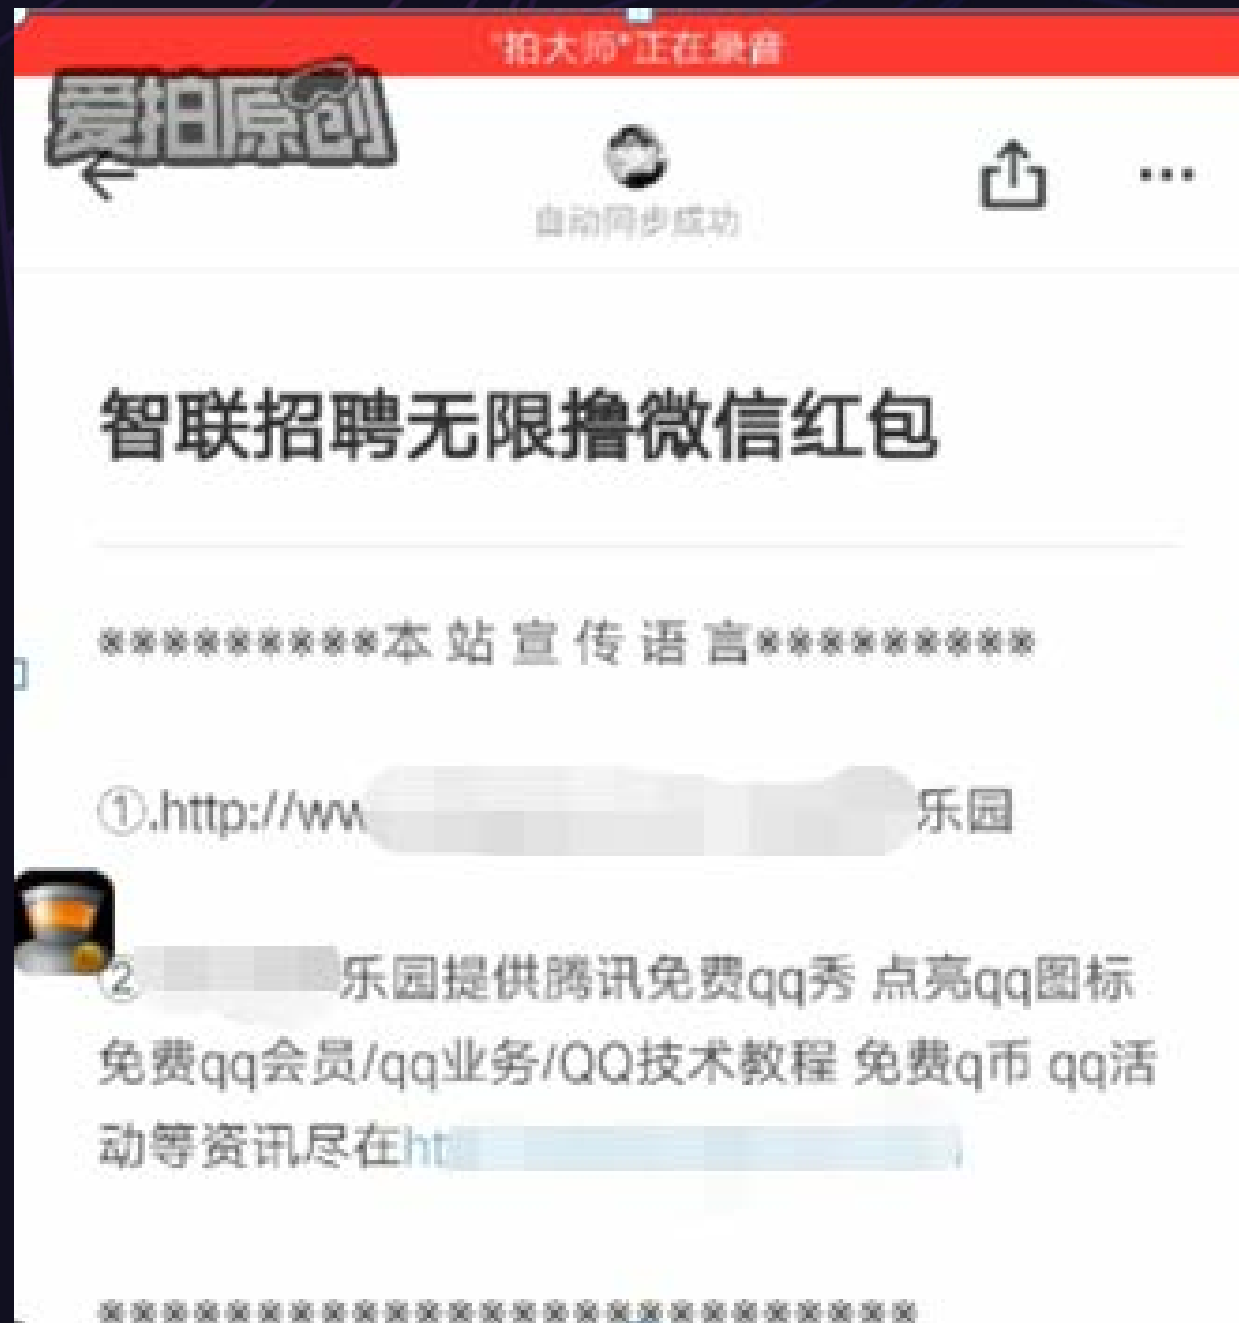 "拍大师"正在录音
爱拍原创
自动同步成功
智联招聘无限撸微信红包
※※※※※※※※※本 站 宣 传 语 言※※※※※※※※※
①.http://ww 乐园
② 乐园提供腾讯免费qq秀 点亮qq图标
免费qq会员/qq业务/QQ技术教程 免费q币 qq活
动等资讯尽在ht
※※※※※※※※※※※※※※※※※※※※※※※※※※